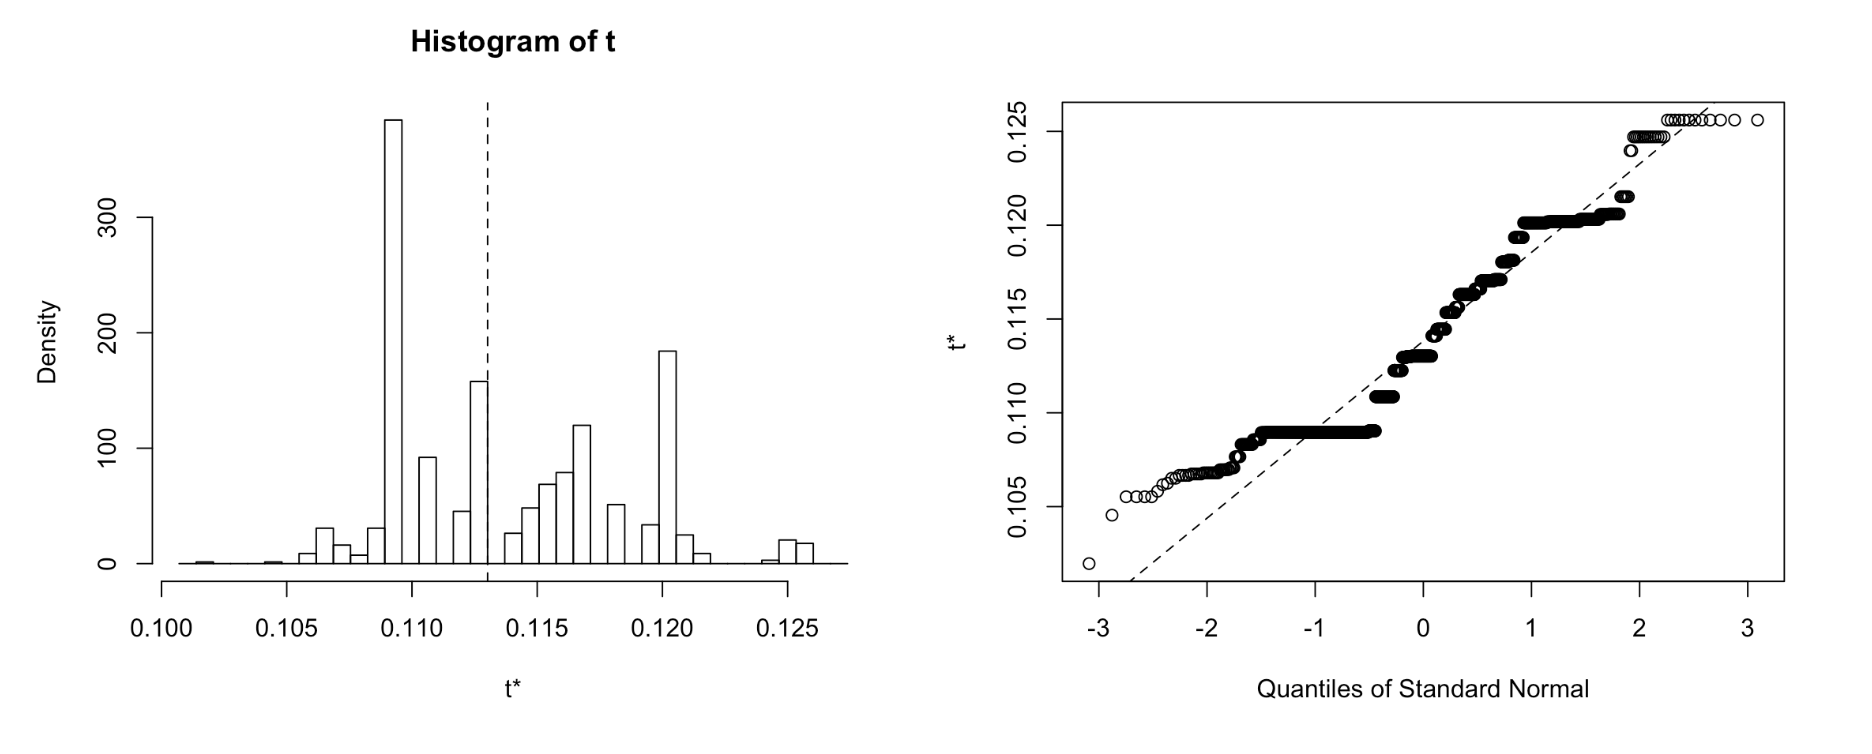 Histogram of t
Density
0
100
200
300
0.100 0.105 0.110 0.115 0.120 0.125
t*
t*
0.105
0.110
0.115
0.120
0.125
-3 -2 -1 0 1 2 3
Quantiles of Standard Normal